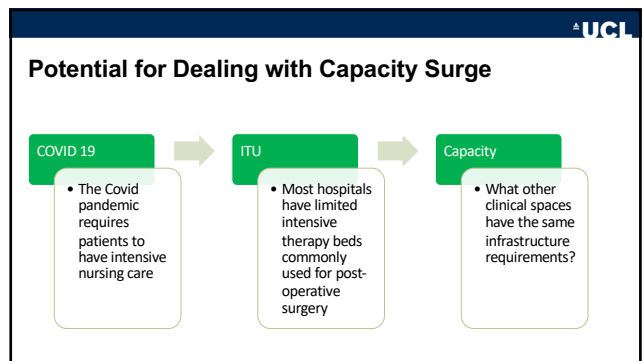 UCL
Potential for Dealing with Capacity Surge
COVID 19
• The Covid
pandemic
requires
patients to
have intensive
nursing care
ITU
• Most hospitals
have limited
intensive
therapy beds
commonly
used for post-
operative
surgery
Capacity
• What other
clinical spaces
have the same
infrastructure
requirements?